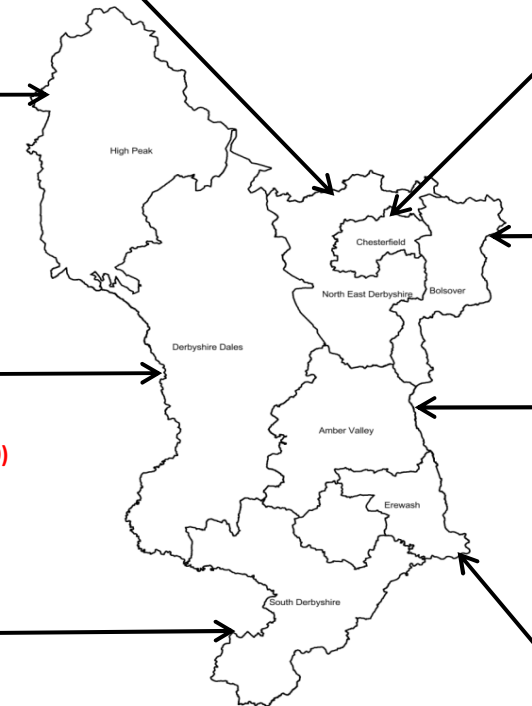 High Peak
Chesterfield
North East Derbyshire
Bolsover
Derbyshire Dales
Amber Valley
)
Erewash
South Derbyshire